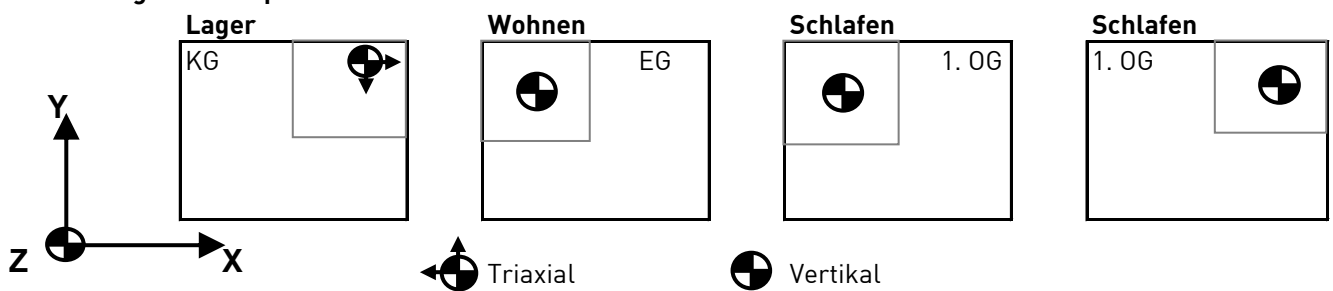 Lager
Wohnen
Schlafen
Schlafen
KG
EG
1. OG
1. OG
Y
Z
X
Triaxial
Vertikal